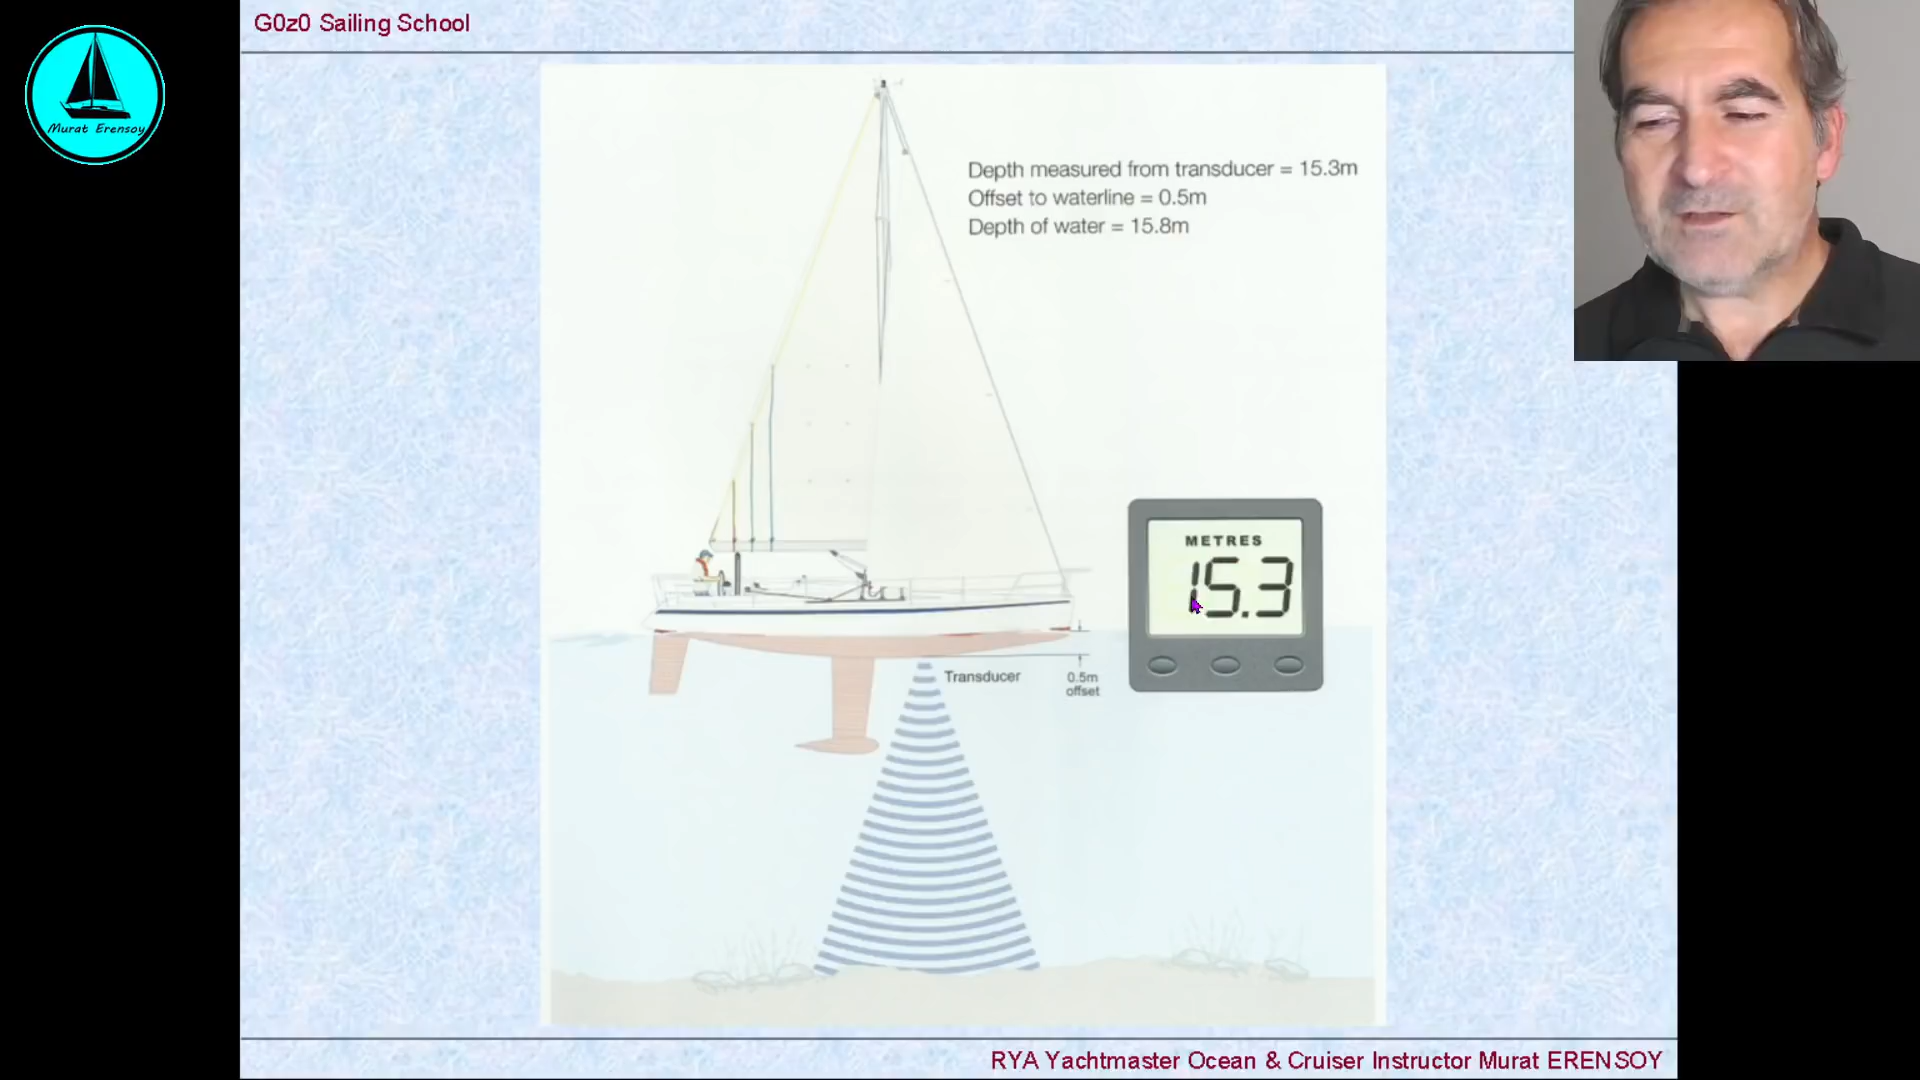 G0z0 Sailing School
Murat Erensoy
Depth measured from transducer = 15.3m
Offset to waterline = 0.5m
Depth of water = 15.8m
METRES
15.3
Transducer
0.5m
offset
RYA Yachtmaster Ocean & Cruiser Instructor Murat ERENSOY